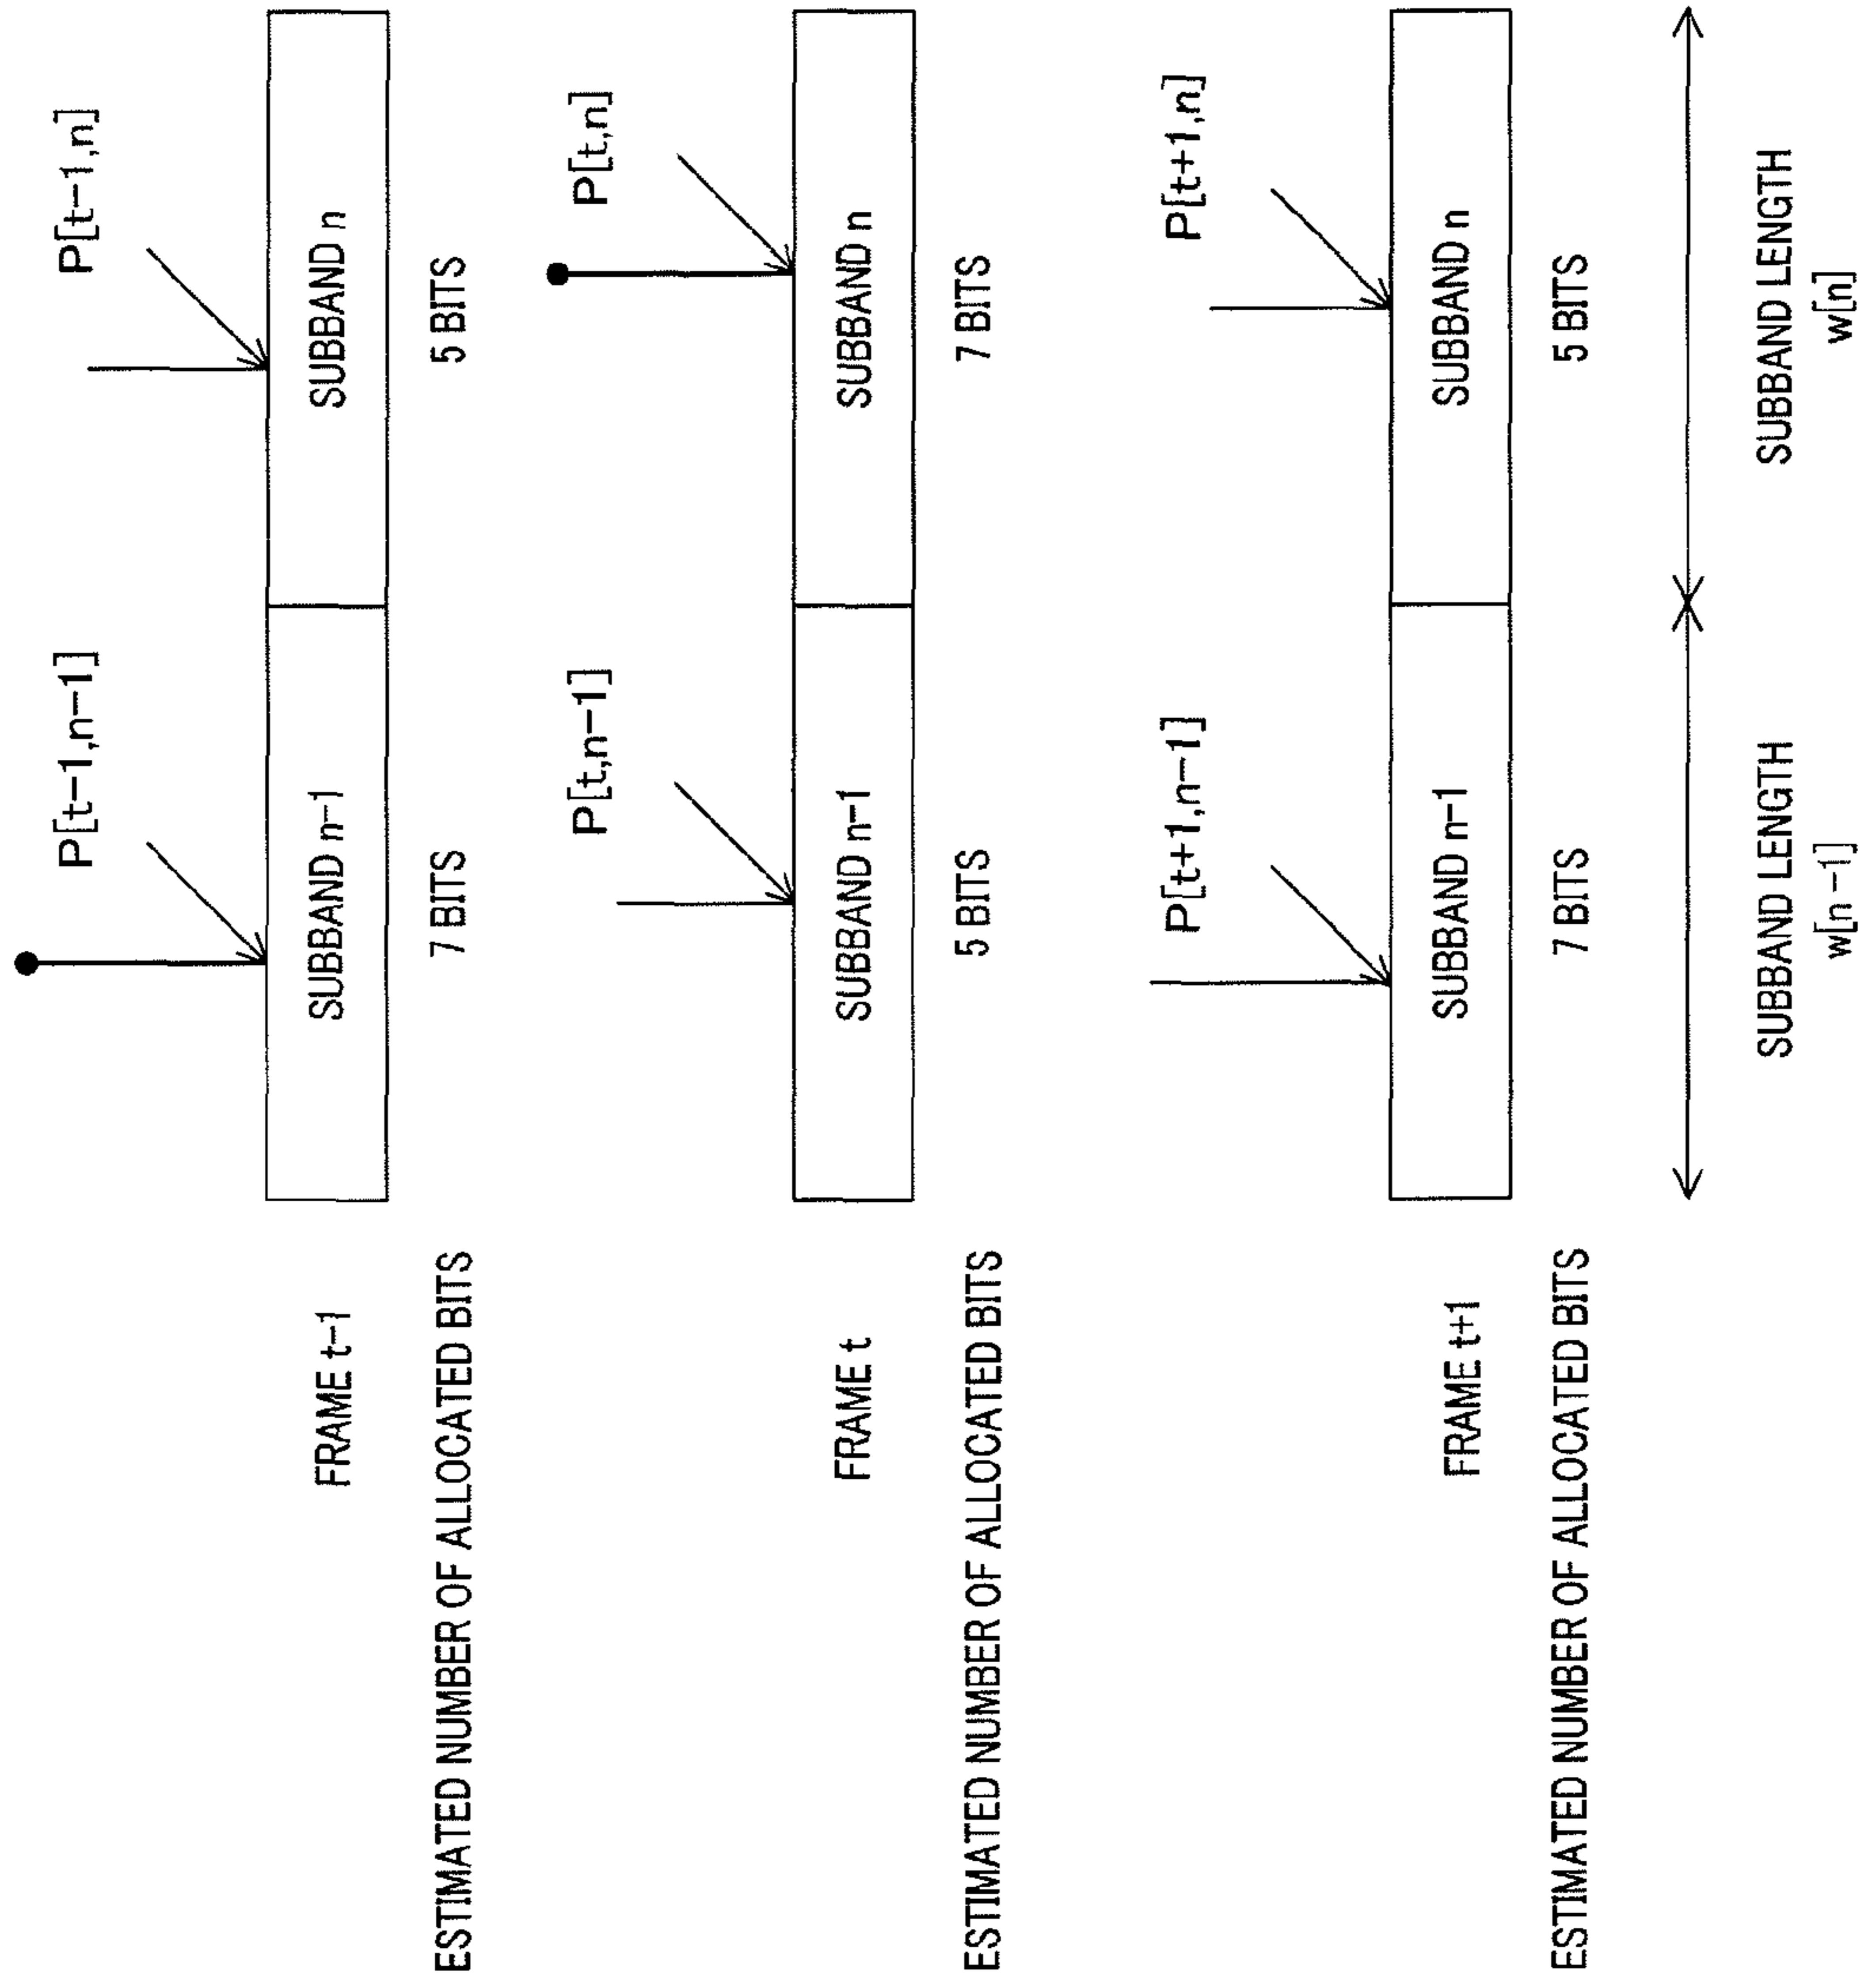 P[t-1,n-1]
P[t-1,n]
FRAME t-1
SUBBAND n-1
SUBBAND n
ESTIMATED NUMBER OF ALLOCATED BITS
7 BITS
5 BITS
P[t,n-1]
P[t,n]
FRAME t
SUBBAND n-1
SUBBAND n
ESTIMATED NUMBER OF ALLOCATED BITS
5 BITS
7 BITS
P[t+1,n-1]
P[t+1,n]
FRAME t+1
SUBBAND n-1
SUBBAND n
ESTIMATED NUMBER OF ALLOCATED BITS
7 BITS
5 BITS
SUBBAND LENGTH
w[n-1]
SUBBAND LENGTH
w[n]